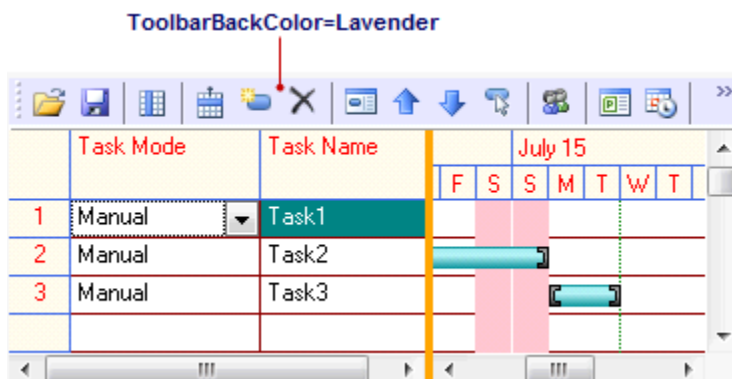 ToolbarBackColor=Lavender
Task Mode Task Name July 15
F S S M T W T
1 Manual Task1
2 Manual Task2
3 Manual Task3